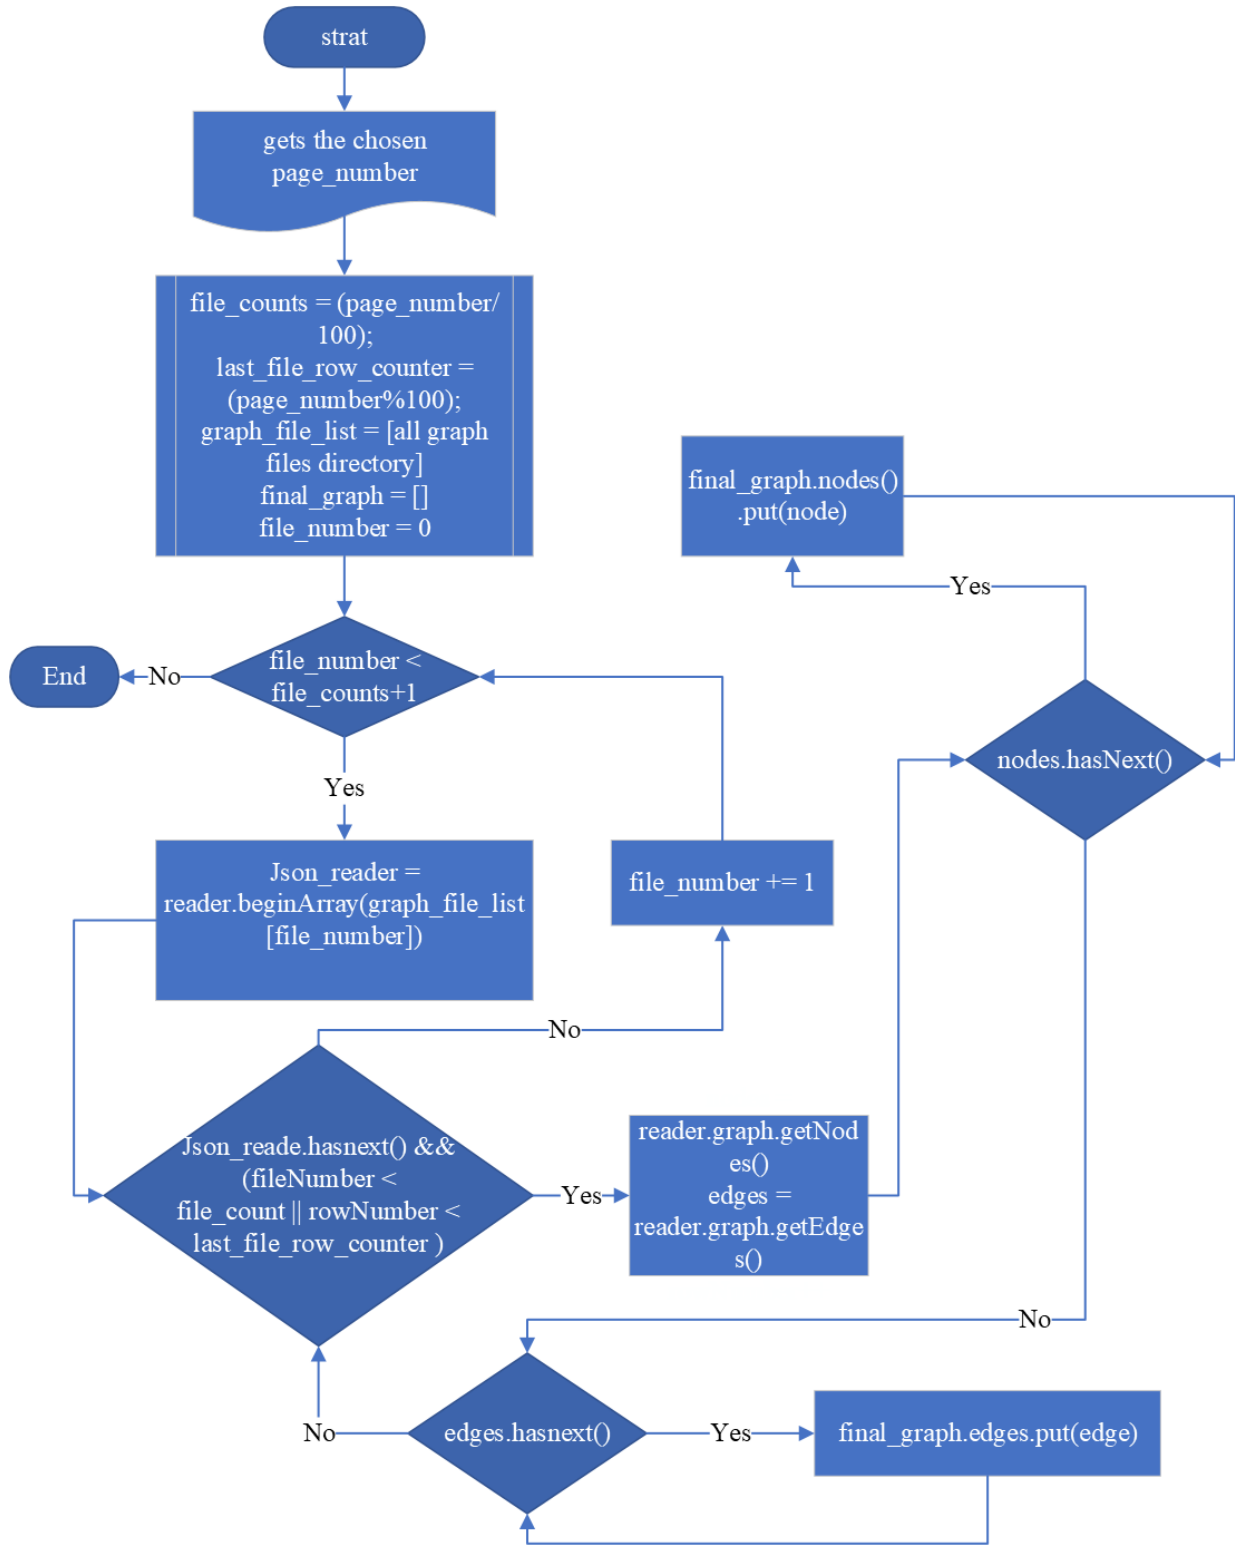 strat
gets the chosen
page_number
file_counts = (page_number/
100);
last_file_row_counter =
(page_number%100);
graph_file_list = [all graph
files directory]
final_graph = []
file_number = 0
file_number <
file_counts+1
No
End
Yes
Json_reader =
reader.beginArray(graph_file_list
[file_number])
Json_reade.hasnext() &&
(fileNumber <
file_count || rowNumber <
last_file_row_counter )
No
file_number += 1
Yes
reader.graph.getNod
es()
edges =
reader.graph.getEdge
s()
nodes.hasNext()
Yes
final_graph.nodes()
.put(node)
No
edges.hasnext()
Yes
final_graph.edges.put(edge)
No